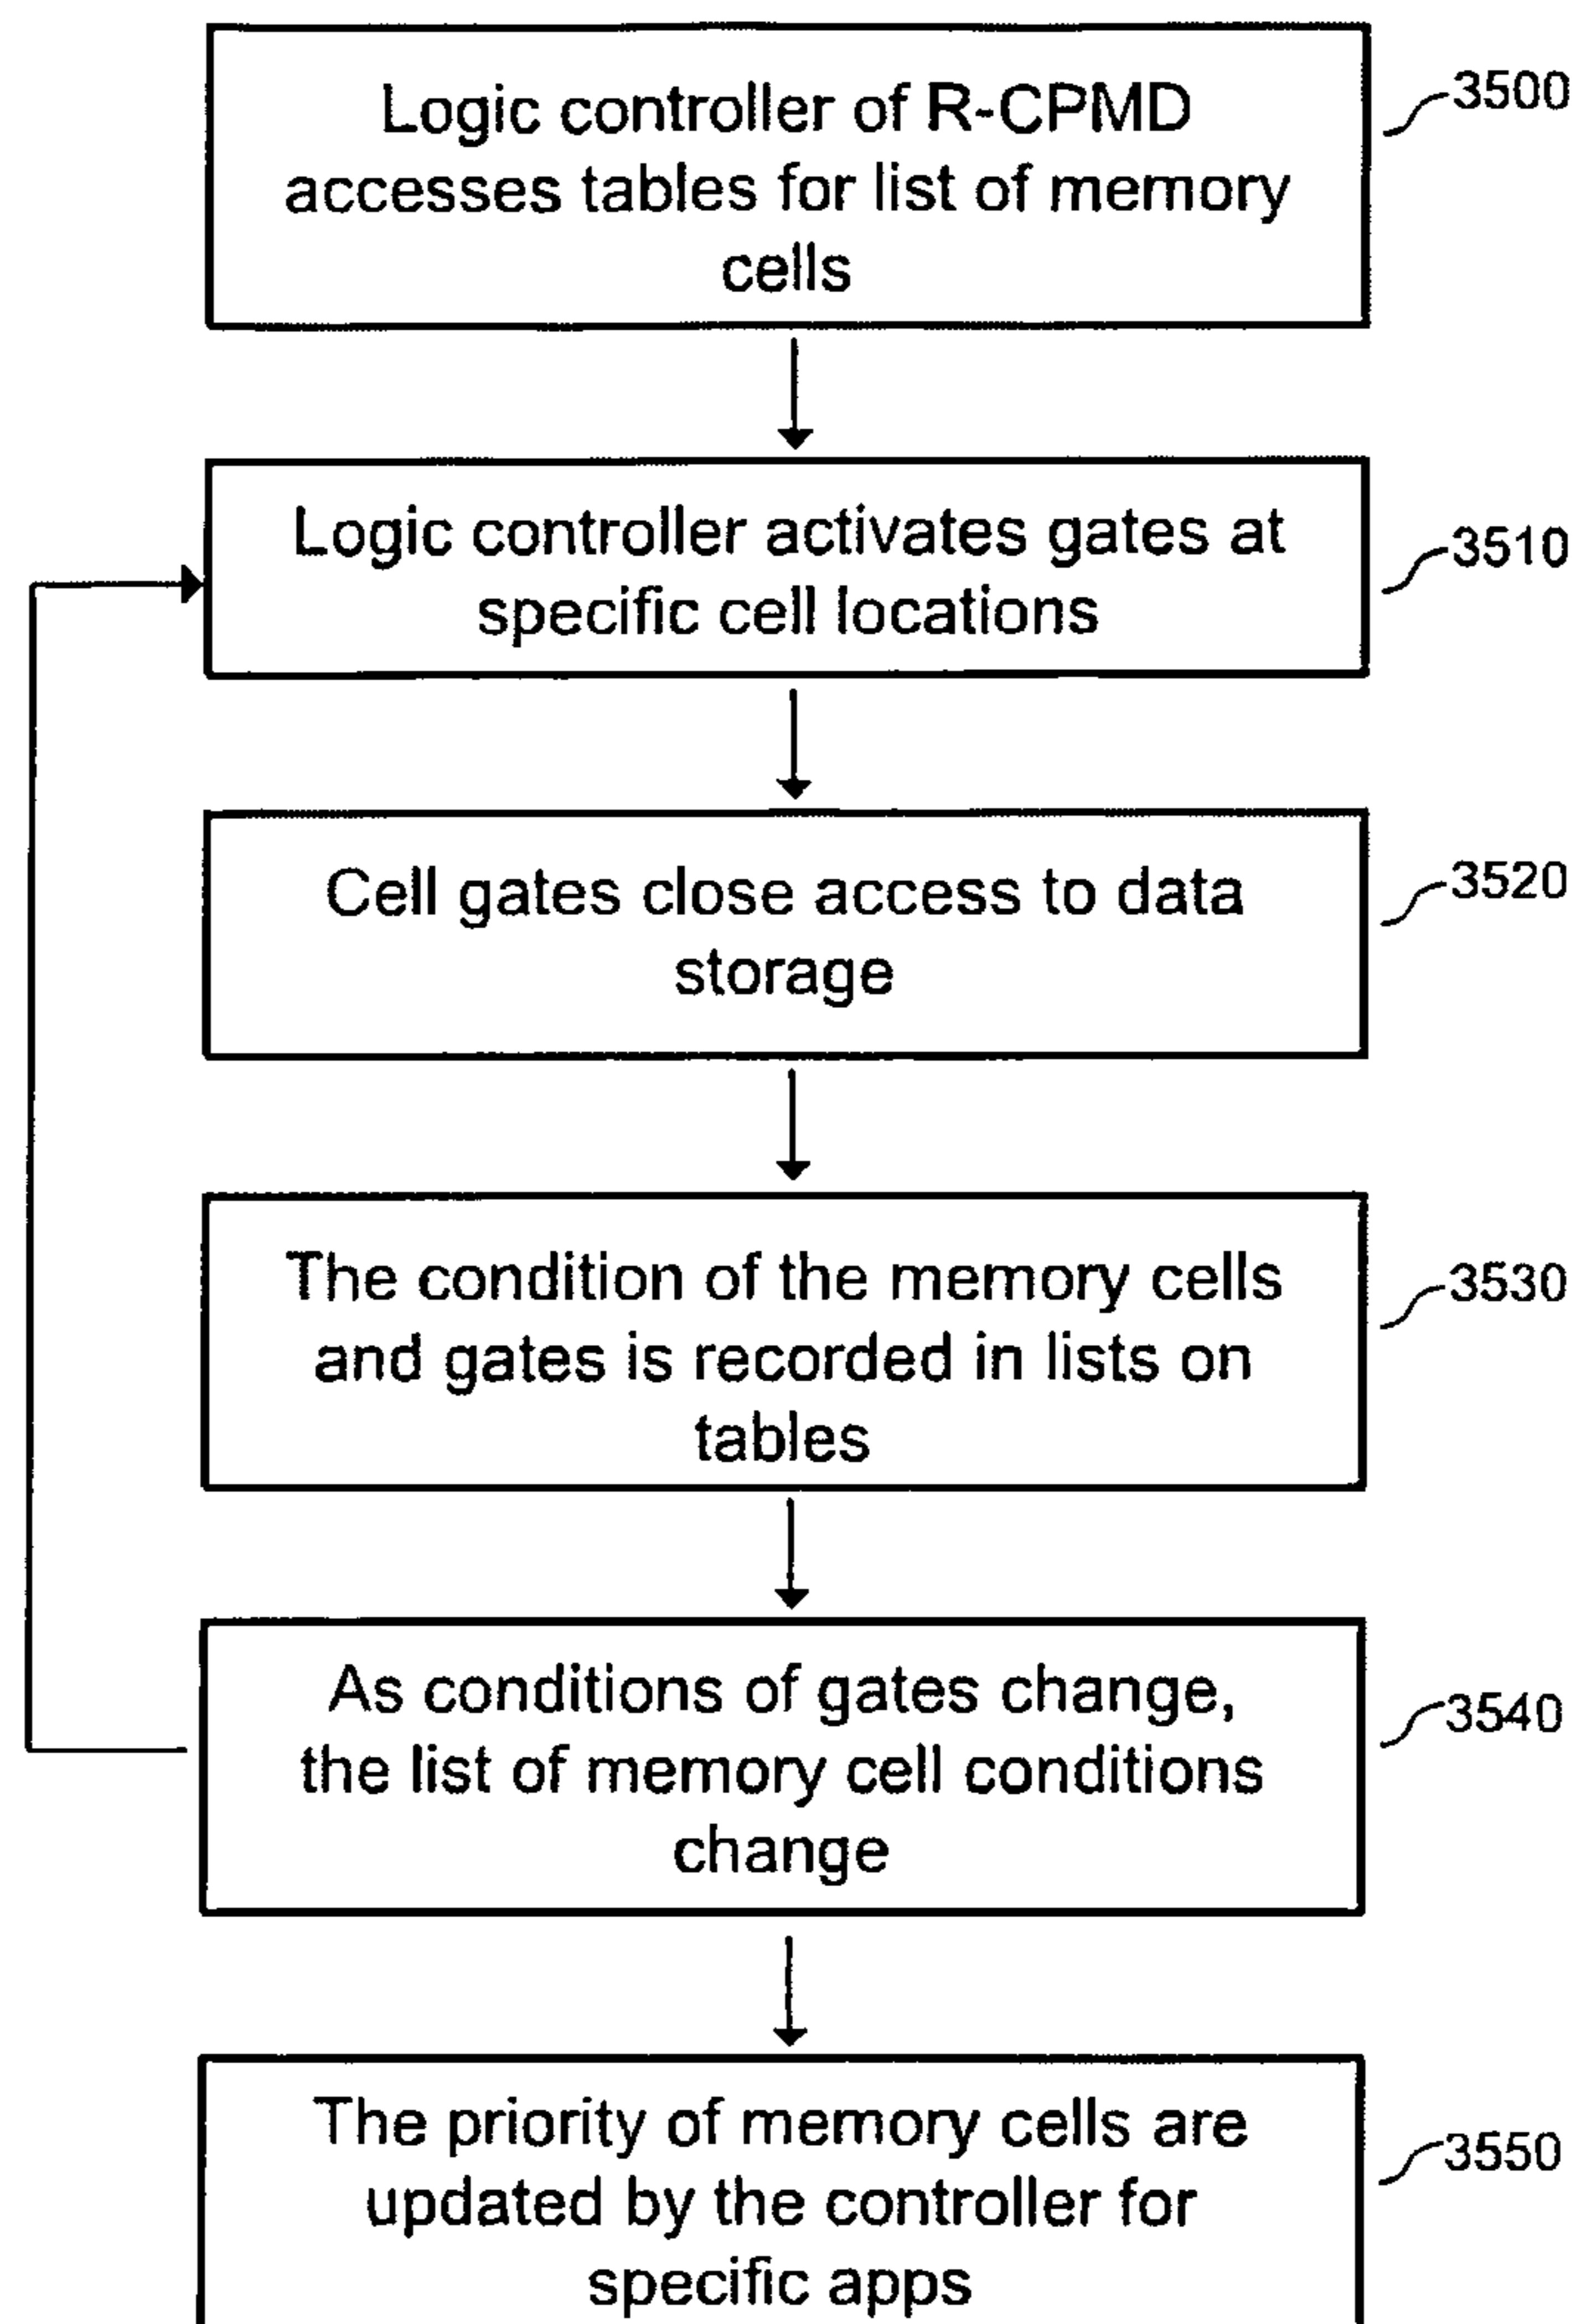 Logic controller of R-CPMD
accesses tables for list of memory
cells
3500
Logic controller activates gates at
specific cell locations
3510
Cell gates close access to data
storage
3520
The condition of the memory cells
and gates is recorded in lists on
tables
3530
As conditions of gates change,
the list of memory cell conditions
change
3540
The priority of memory cells are
updated by the controller for
specific apps
3550